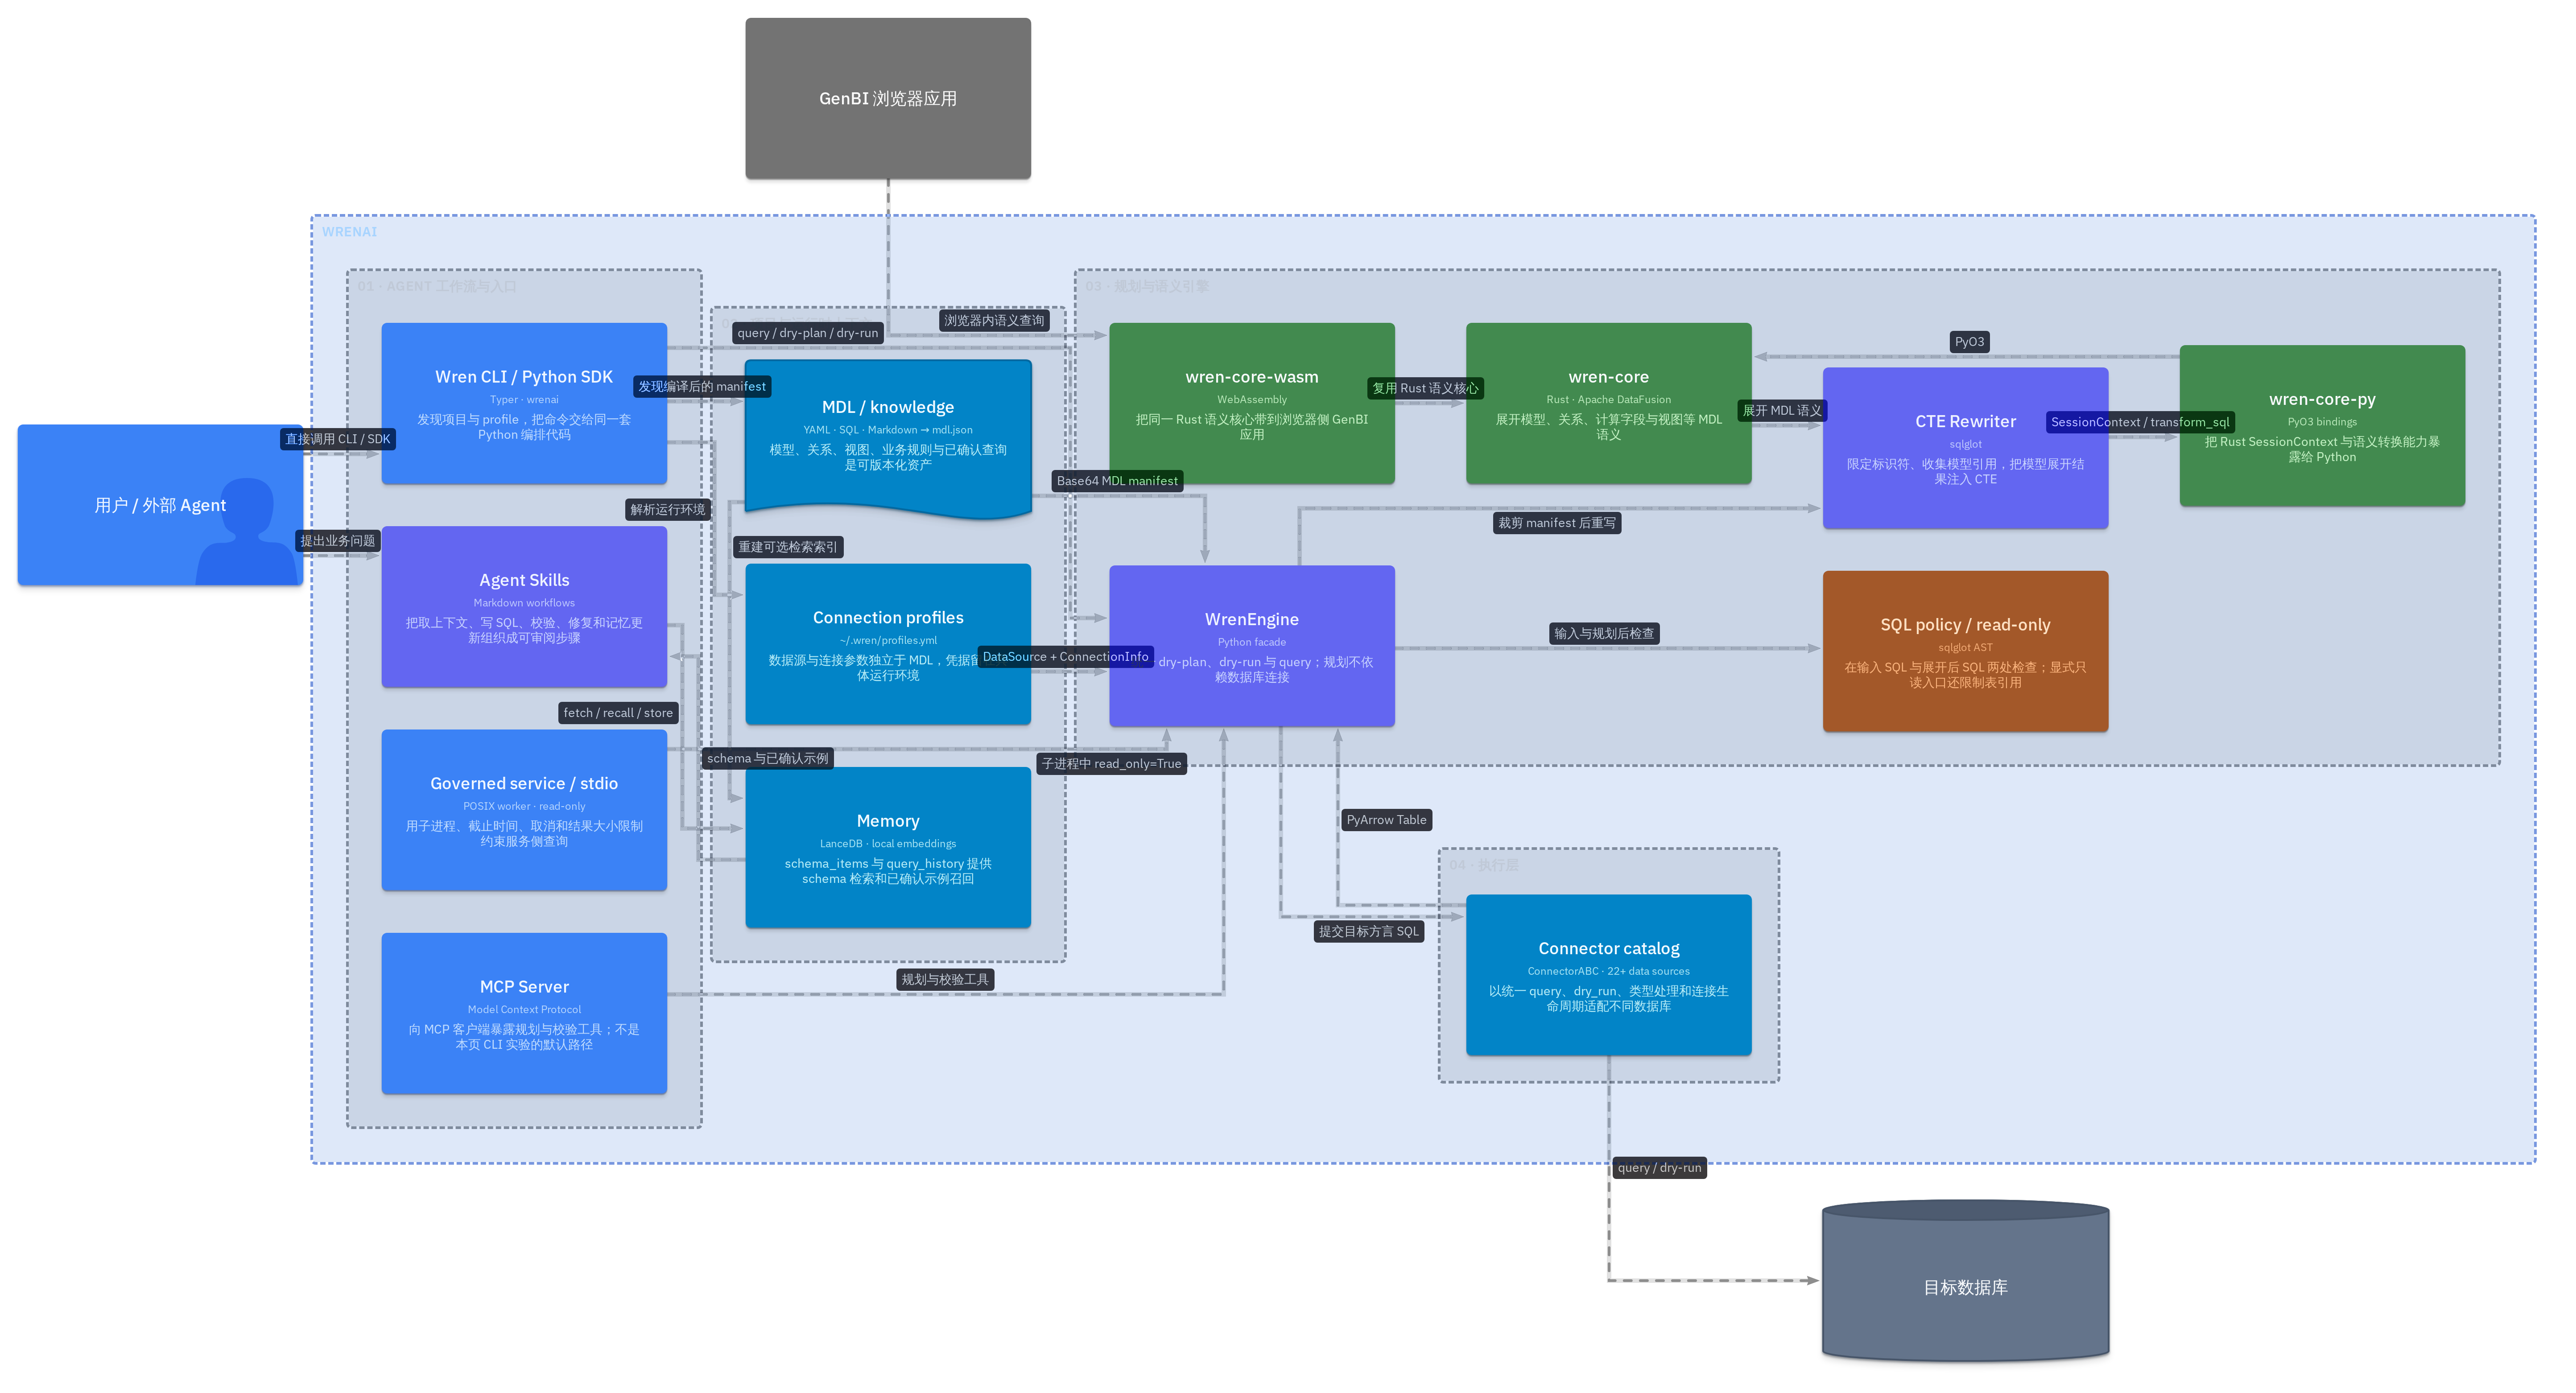 GenBI 浏览器应用
WRENAI
01 · AGENT 工作流与入口
03 · 规划与语义引擎
浏览器内语义查询
query / dry-plan / dry-run
Wren CLI / Python SDK
Typer · wrenai
发现项目与 profile，把命令交给同一套
Python 编排代码
发现编译后的 manifest
MDL / knowledge
YAML · SQL · Markdown → mdl.json
模型、关系、视图、业务规则与已确认查询
是可版本化资产
wren-core-wasm
WebAssembly
把同一 Rust 语义核心带到浏览器侧 GenBI
应用
复用 Rust 语义核心
wren-core
Rust · Apache DataFusion
展开模型、关系、计算字段与视图等 MDL
语义
PyO3
展开 MDL 语义
CTE Rewriter
sqlglot
限定标识符、收集模型引用，把模型展开结
果注入 CTE
SessionContext / transform_sql
wren-core-py
PyO3 bindings
把 Rust SessionContext 与语义转换能力暴
露给 Python
直接调用 CLI / SDK
用户 / 外部 Agent
提出业务问题
解析运行环境
Base64 MDL manifest
裁剪 manifest 后重写
重建可选检索索引
Agent Skills
Markdown workflows
把取上下文、写 SQL、校验、修复和记忆更
新组织成可审阅步骤
Connection profiles
~/.wren/profiles.yml
数据源与连接参数独立于 MDL，凭据留
体运行环境
DataSource + ConnectionInfo
WrenEngine
Python facade
dry-plan、dry-run 与 query；规划不依
赖数据库连接
输入与规划后检查
SQL policy / read-only
sqlglot AST
在输入 SQL 与展开后 SQL 两处检查；显式只
读入口还限制表引用
fetch / recall / store
schema 与已确认示例
子进程中 read_only=True
Governed service / stdio
POSIX worker · read-only
用子进程、截止时间、取消和结果大小限制
约束服务侧查询
Memory
LanceDB · local embeddings
schema_items 与 query_history 提供
schema 检索和已确认示例召回
PyArrow Table
04 · 执行层
提交目标方言 SQL
Connector catalog
ConnectorABC · 22+ data sources
以统一 query、dry_run、类型处理和连接生
命周期适配不同数据库
规划与校验工具
MCP Server
Model Context Protocol
向 MCP 客户端暴露规划与校验工具；不是
本页 CLI 实验的默认路径
query / dry-run
目标数据库